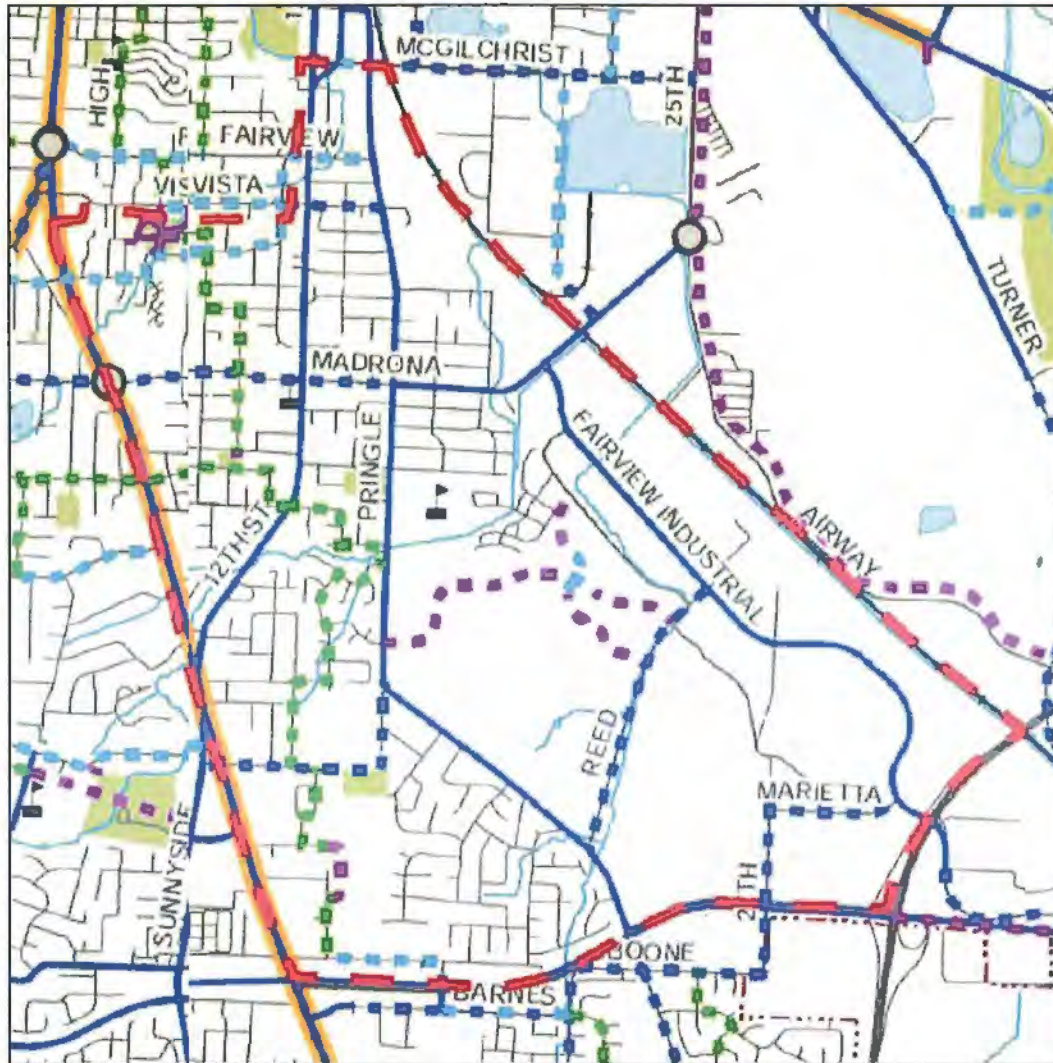 MCGILCHRIST
HIGH
25TH
F FAIRVIEW
VISVISTA
TURNER
MADRONA
PRINGLE
FAIRVIEW INDUSTRIAL
12TH ST
AIRWAY
REED
MARIETTA
SUNNYSIDE
BOONE
BARNES